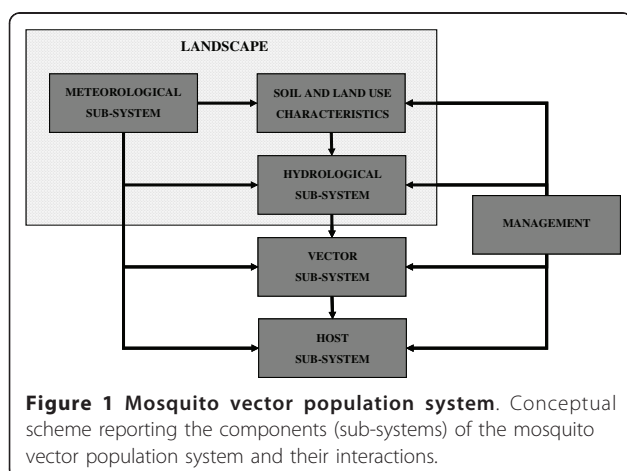 LANDSCAPE
METEOROLOGICAL
SUB-SYSTEM
SOIL AND LAND USE
CHARACTERISTICS
HYDROLOGICAL
SUB-SYSTEM
MANAGEMENT
VECTOR
SUB-SYSTEM
HOST
SUB-SYSTEM
Figure 1 Mosquito vector population system. Conceptual
scheme reporting the components (sub-systems) of the mosquito
vector population system and their interactions.